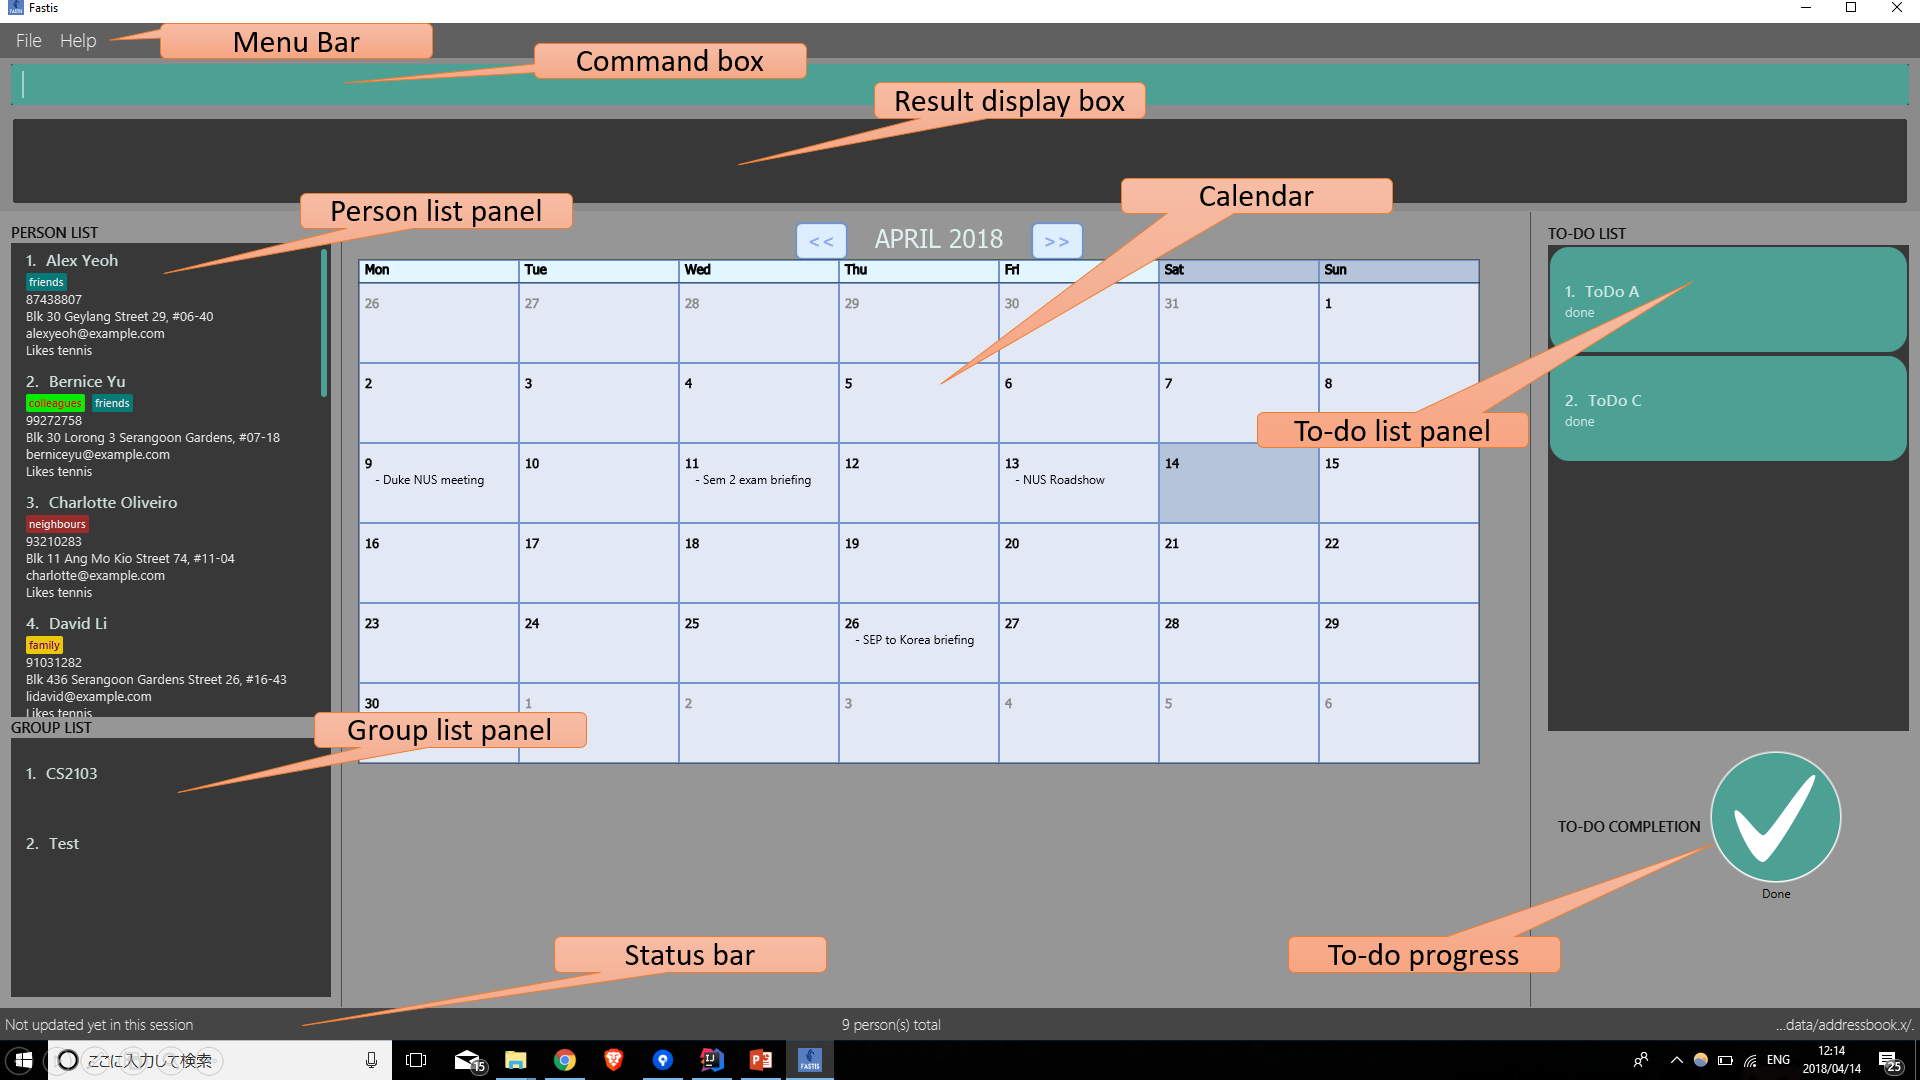 Fastis
File Help
Menu Bar
Command box
Result display box
Person list panel
Calendar
PERSON LIST
1. Alex Yeoh
friends
87438807
Blk 30 Geylang Street 29, #06-40
alexyeoh@example.com
Likes tennis
2. Bernice Yu
colleagues friends
99272758
Blk 30 Lorong 3 Serangoon Gardens, #07-18
berniceyu@example.com
Likes tennis
3. Charlotte Oliveiro
neighbours
93210283
Blk 11 Ang Mo Kio Street 74, #11-04
charlotte@example.com
Likes tennis
4. David Li
family
91031282
Blk 436 Serangoon Gardens Street 26, #16-43
lidavid@example.com
Likes tennis
GROUP LIST
Group list panel
1. CS2103
2. Test
<< APRIL 2018 >>
Mon Tue Wed Thu Fri Sat Sun
26 27 28 29 30 31 1
2 3 4 5 6 7 8
9 10 11 12 13 14 15
- Duke NUS meeting - Sem 2 exam briefing - NUS Roadshow
16 17 18 19 20 21 22
23 24 25 26 27 28 29
- SEP to Korea briefing
30 1 2 3 4 5 6
TO-DO LIST
1. ToDo A
done
2. ToDo C
done
To-do list panel
TO-DO COMPLETION
Done
To-do progress
Status bar
Not updated yet in this session 9 person(s) total ...data/addressbook.x/.
ここに入力して検索 15 FASTIS ENG 12:14
2018/04/14 25